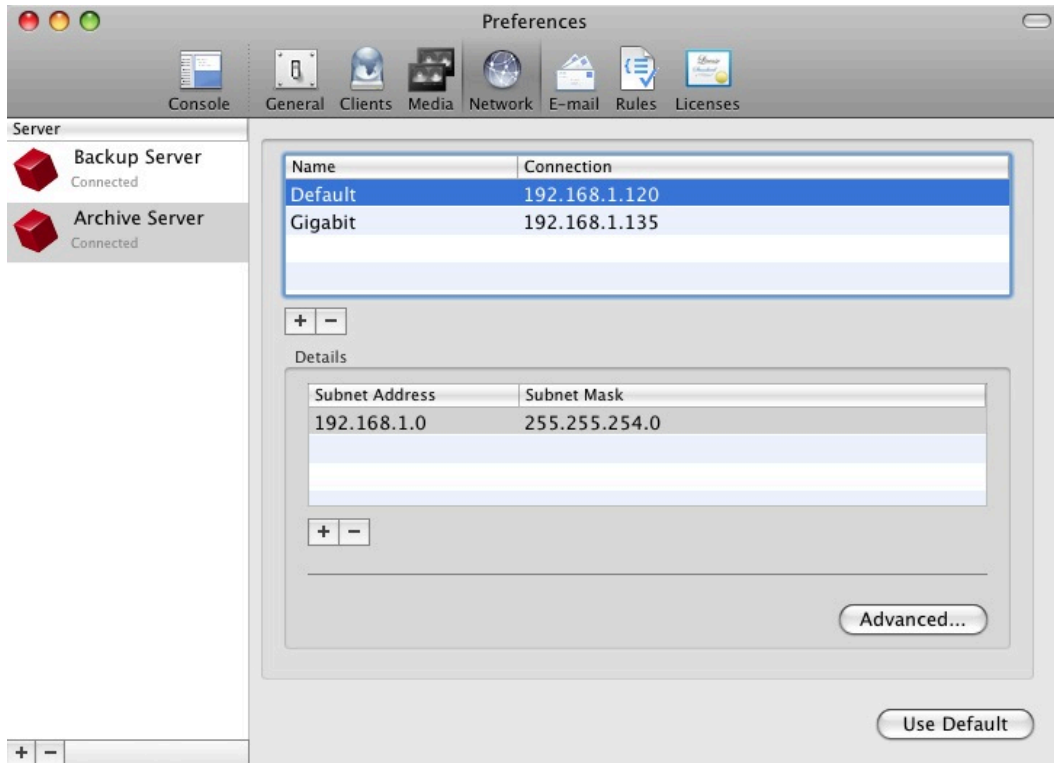 Preferences
Console General Clients Media Network E-mail Rules Licenses
Server
Backup Server
Connected
Archive Server
Connected
Name Connection
Default 192.168.1.120
Gigabit 192.168.1.135
+ −
Details
Subnet Address Subnet Mask
192.168.1.0 255.255.254.0
+ −
Advanced...
Use Default
+ −